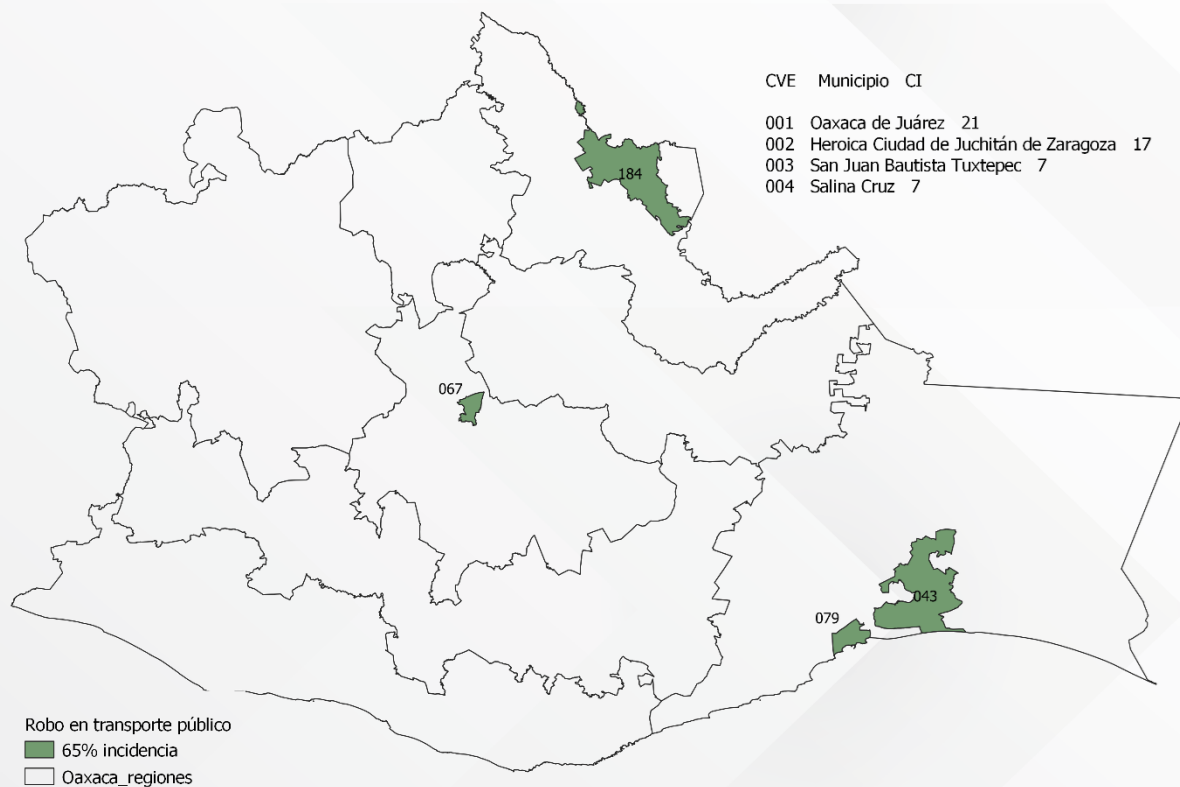 CVE Municipio CI
001 Oaxaca de Juárez 21
002 Heroica Ciudad de Juchitán de Zaragoza 17
003 San Juan Bautista Tuxtepec 7
004 Salina Cruz 7
184
067
043
079
Robo en transporte público
65% incidencia
Oaxaca_regiones